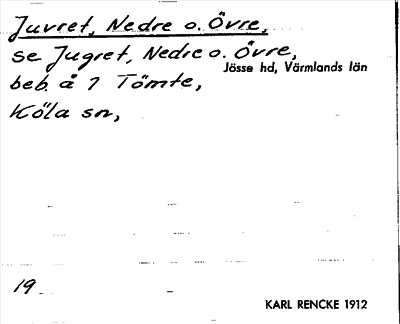 Juvret, Nedre o. Övre,
se Jugret, Nedre o. Övre,
Jösse hd, Värmlands län
beb. å 1 Tömte,
Köla sn,
19
KARL RENCKE 1912